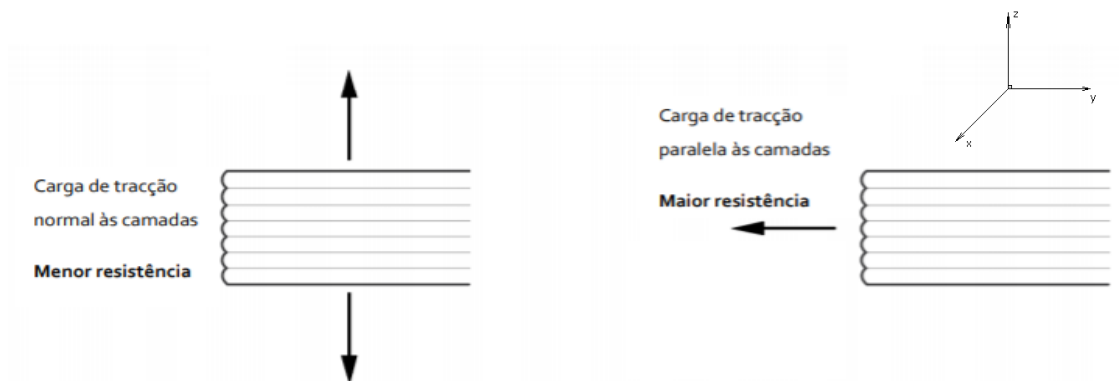 Carga de tracção
normal às camadas
Menor resistência
Carga de tracção
paralela às camadas
Maior resistência
z
y
x